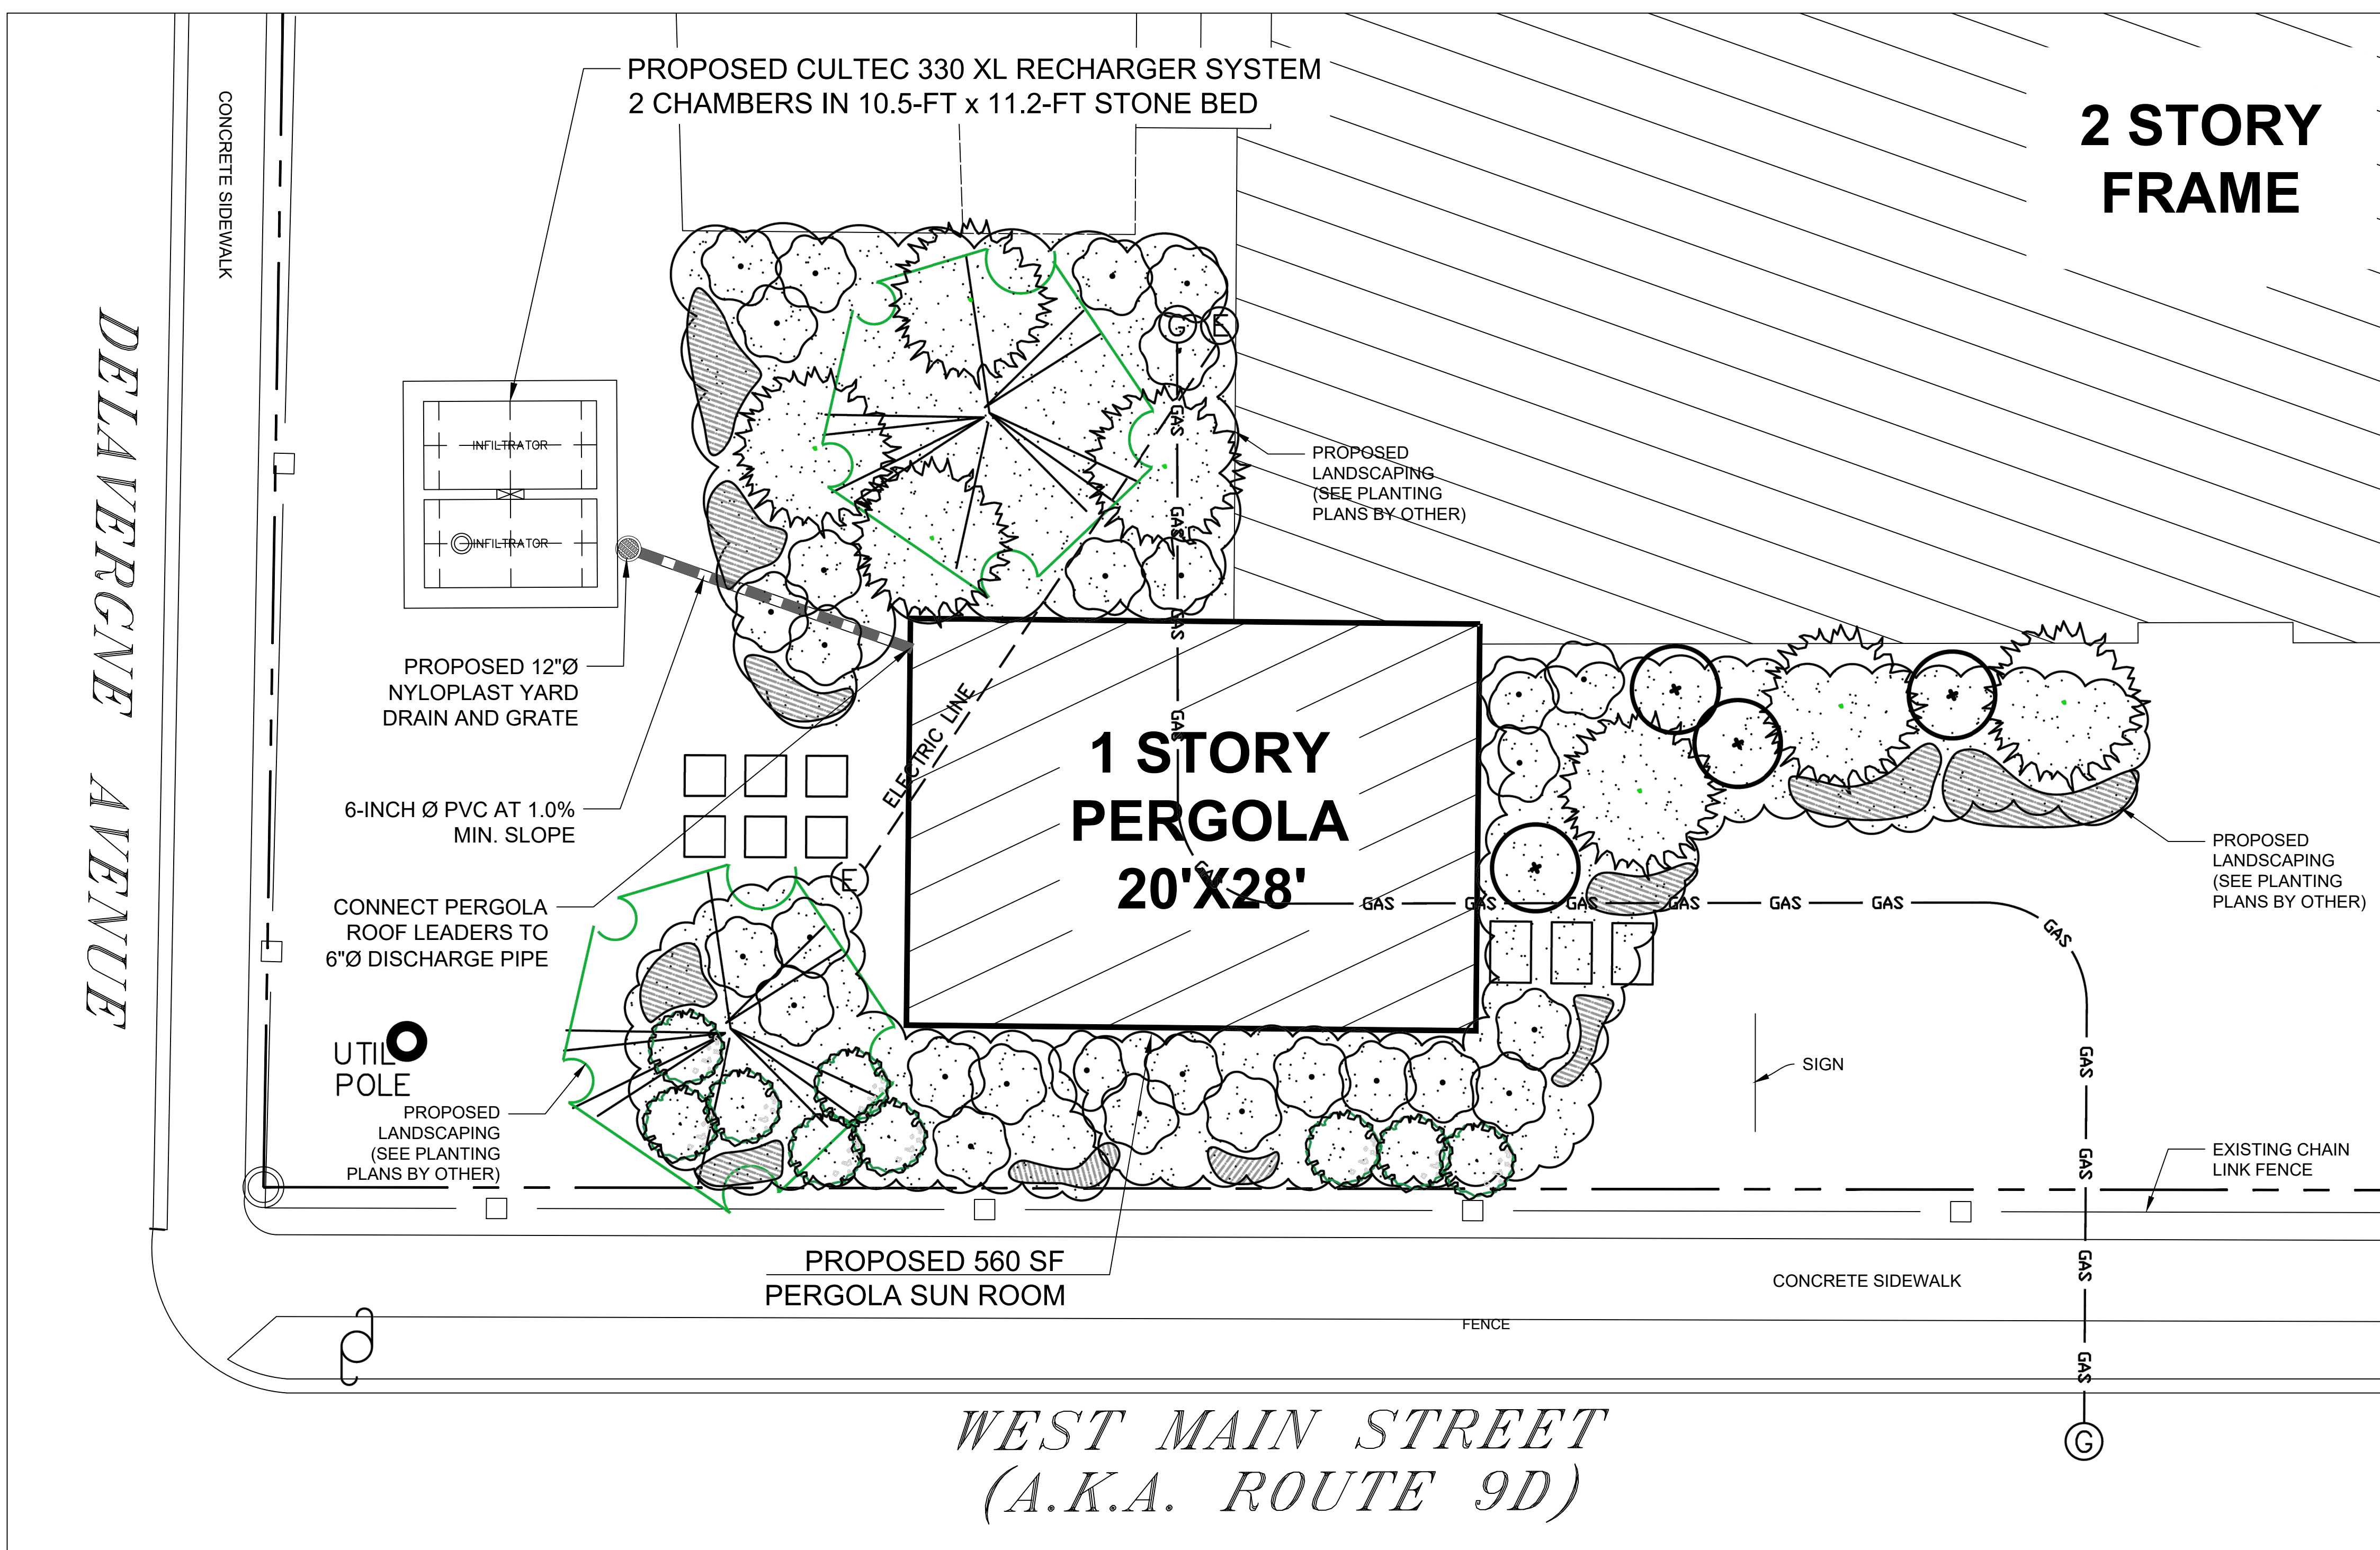 PROPOSED CULTEC 330 XL RECHARGER SYSTEM
2 CHAMBERS IN 10.5-FT x 11.2-FT STONE BED
2 STORY
FRAME
CONCRETE SIDEWALK
DELAVERGNE AVENUE
INFILTRATOR
INFILTRATOR
G
E
GAS
GAS
GAS
GAS
PROPOSED
LANDSCAPING
(SEE PLANTING
PLANS BY OTHER)
PROPOSED 12"Ø
NYLOPLAST YARD
DRAIN AND GRATE
6-INCH Ø PVC AT 1.0%
MIN. SLOPE
CONNECT PERGOLA
ROOF LEADERS TO
6"Ø DISCHARGE PIPE
ELECTRIC LINE
E
1 STORY
PERGOLA
20'X28'
GAS
GAS
GAS
GAS
GAS
GAS
GAS
GAS
GAS
GAS
GAS
GAS
PROPOSED
LANDSCAPING
(SEE PLANTING
PLANS BY OTHER)
UTIL
POLE
PROPOSED
LANDSCAPING
(SEE PLANTING
PLANS BY OTHER)
SIGN
EXISTING CHAIN
LINK FENCE
PROPOSED 560 SF
PERGOLA SUN ROOM
CONCRETE SIDEWALK
FENCE
WEST MAIN STREET
(A.K.A. ROUTE 9D)
G